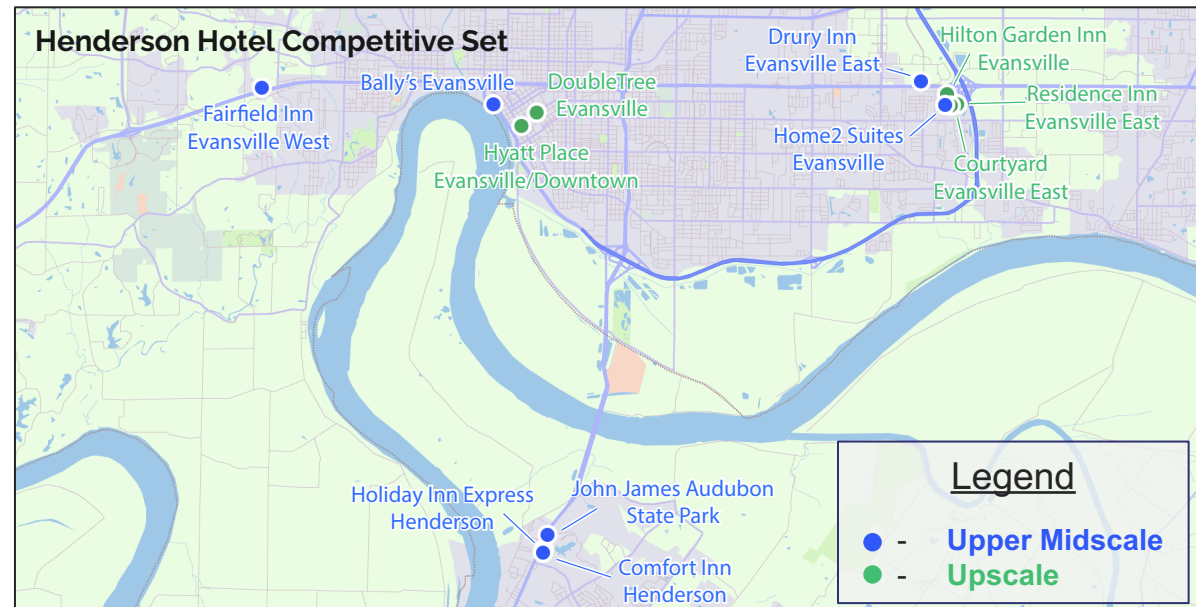 Henderson Hotel Competitive Set
Fairfield Inn
Evansville West
Bally's Evansville
DoubleTree
Evansville
Hyatt Place
Evansville/Downtown
Drury Inn
Evansville East
Hilton Garden Inn
Evansville
Residence Inn
Evansville East
Home2 Suites
Evansville
Courtyard
Evansville East
Holiday Inn Express
Henderson
John James Audubon
State Park
Comfort Inn
Henderson
Legend
- Upper Midscale
- Upscale